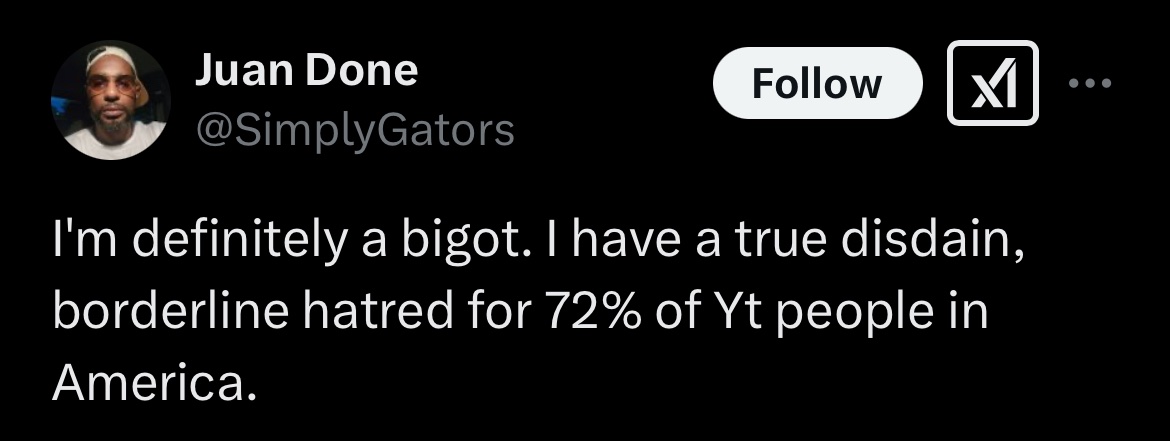 Juan Done
@SimplyGators
Follow
I'm definitely a bigot. I have a true disdain,
borderline hatred for 72% of Yt people in
America.